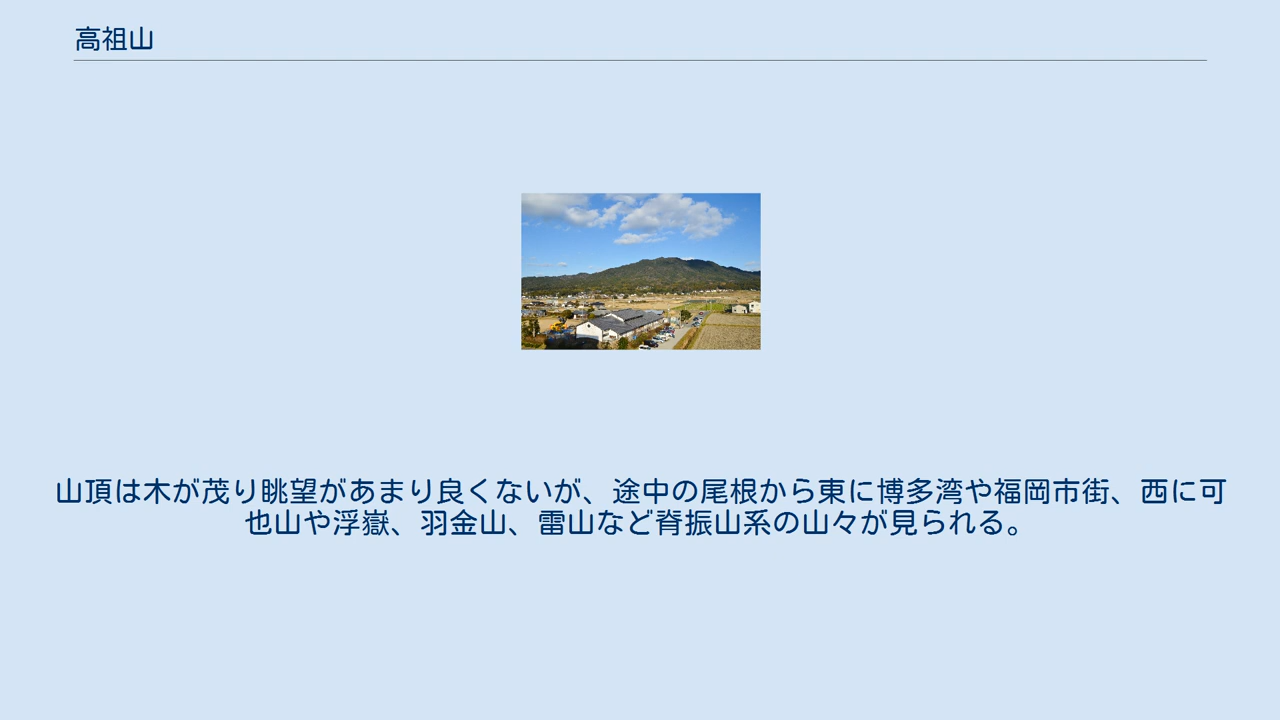 高祖山
山頂は木が茂り眺望があまり良くないが、途中の尾根から東に博多湾や福岡市街、西に可
也山や浮嶽、羽金山、雷山など脊振山系の山々が見られる。